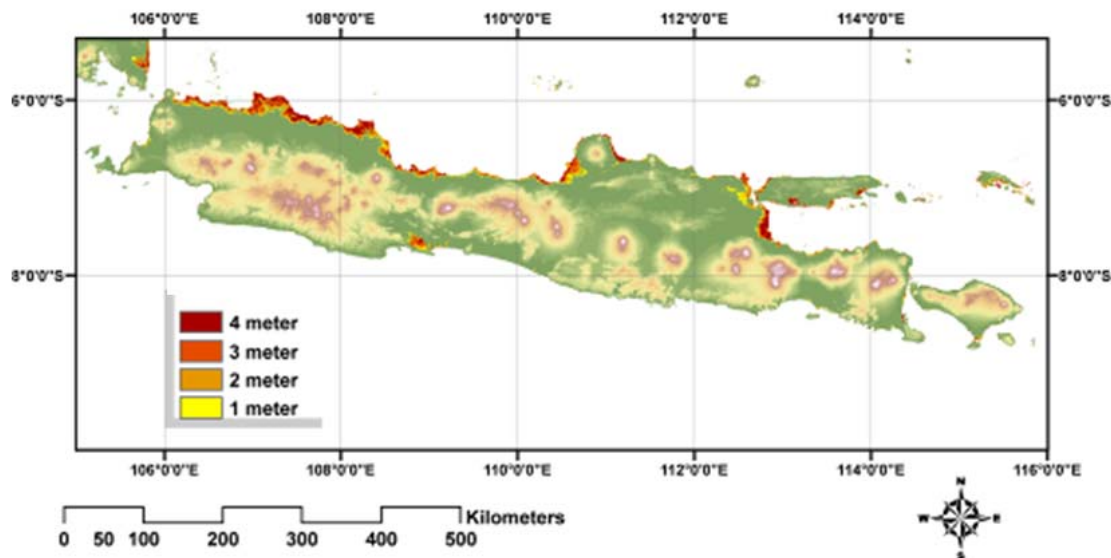 106°0'0"E 108°0'0"E 110°0'0"E 112°0'0"E 114°0'0"E
6°0'0"S 6°0'0"S
8°0'0"S 8°0'0"S
4 meter
3 meter
2 meter
1 meter
106°0'0"E 108°0'0"E 110°0'0"E 112°0'0"E 114°0'0"E 116°0'0"E
N
W E
S
Kilometers
0 50 100 200 300 400 500